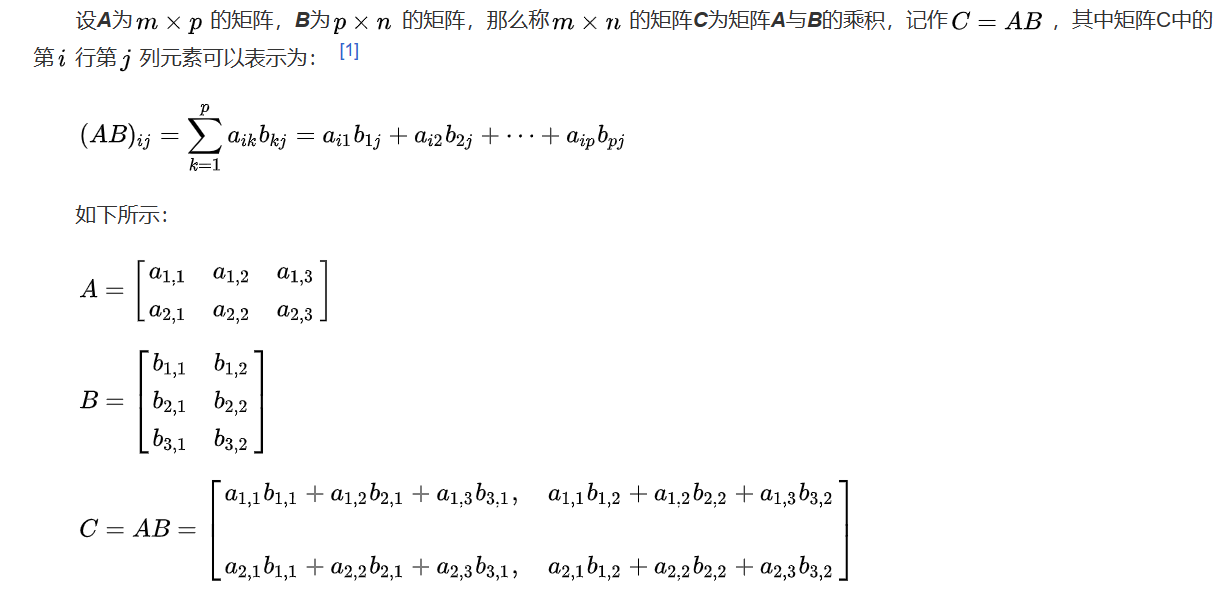 设A为 m × p 的矩阵，B为 p × n 的矩阵，那么称 m × n 的矩阵C为矩阵A与B的乘积，记作 C = AB ，其中矩阵C中的
第 i 行第 j 列元素可以表示为： [1]
(AB)_{ij} = \sum_{k=1}^{p} a_{ik}b_{kj} = a_{i1}b_{1j} + a_{i2}b_{2j} + ⋯ + a_{ip}b_{pj}
如下所示：
A = \begin{bmatrix} a_{1,1} & a_{1,2} & a_{1,3} \\ a_{2,1} & a_{2,2} & a_{2,3} \end{bmatrix}
B = \begin{bmatrix} b_{1,1} & b_{1,2} \\ b_{2,1} & b_{2,2} \\ b_{3,1} & b_{3,2} \end{bmatrix}
C = AB = \begin{bmatrix} a_{1,1}b_{1,1} + a_{1,2}b_{2,1} + a_{1,3}b_{3,1}, & a_{1,1}b_{1,2} + a_{1,2}b_{2,2} + a_{1,3}b_{3,2} \\ a_{2,1}b_{1,1} + a_{2,2}b_{2,1} + a_{2,3}b_{3,1}, & a_{2,1}b_{1,2} + a_{2,2}b_{2,2} + a_{2,3}b_{3,2} \end{bmatrix}